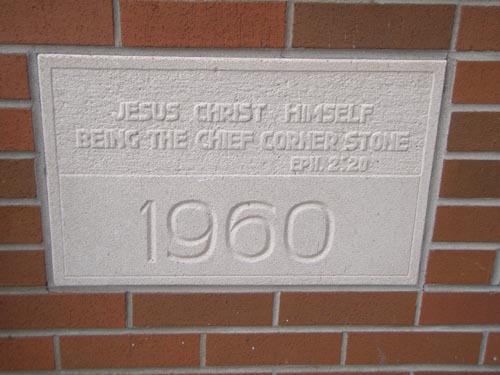 JESUS CHRIST HIMSELF
BEING THE CHIEF CORNER STONE
EPH. 2:20
1960